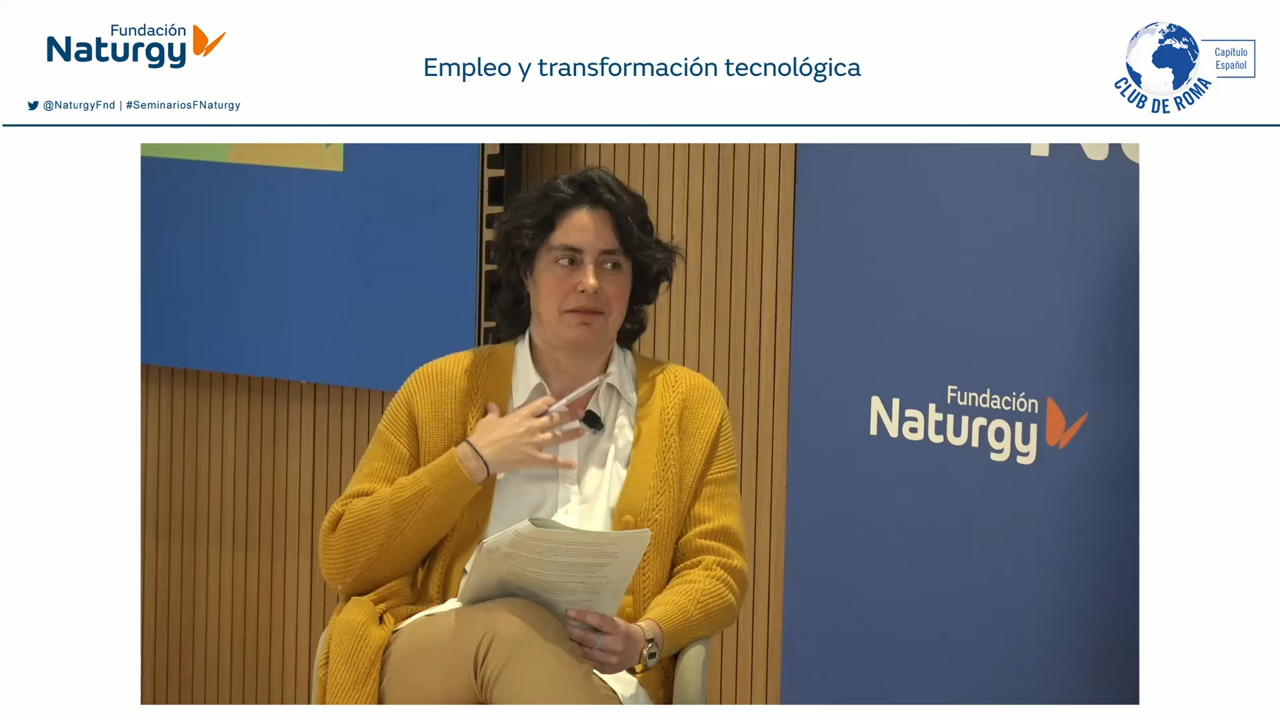 Fundación
Naturgy
@NaturgyFnd | #SeminariosFNaturgy
Empleo y transformación tecnológica
Capítulo
Español
CLUB DE ROMA
Fundación
Naturgy